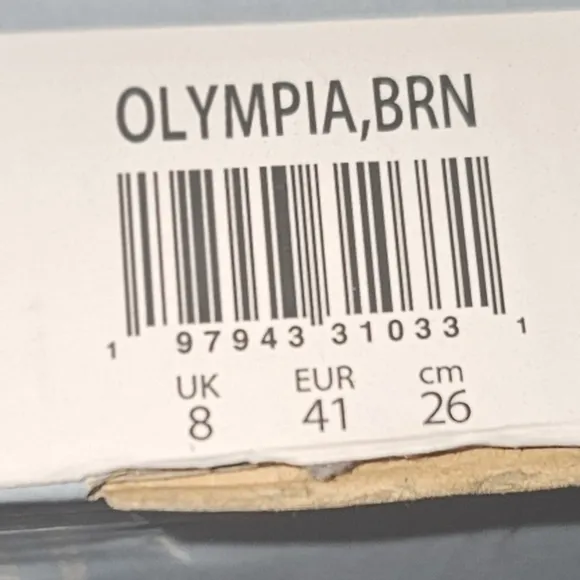 OLYMPIA,BRN
1 97943 31033 1
UK EUR cm
8 41 26